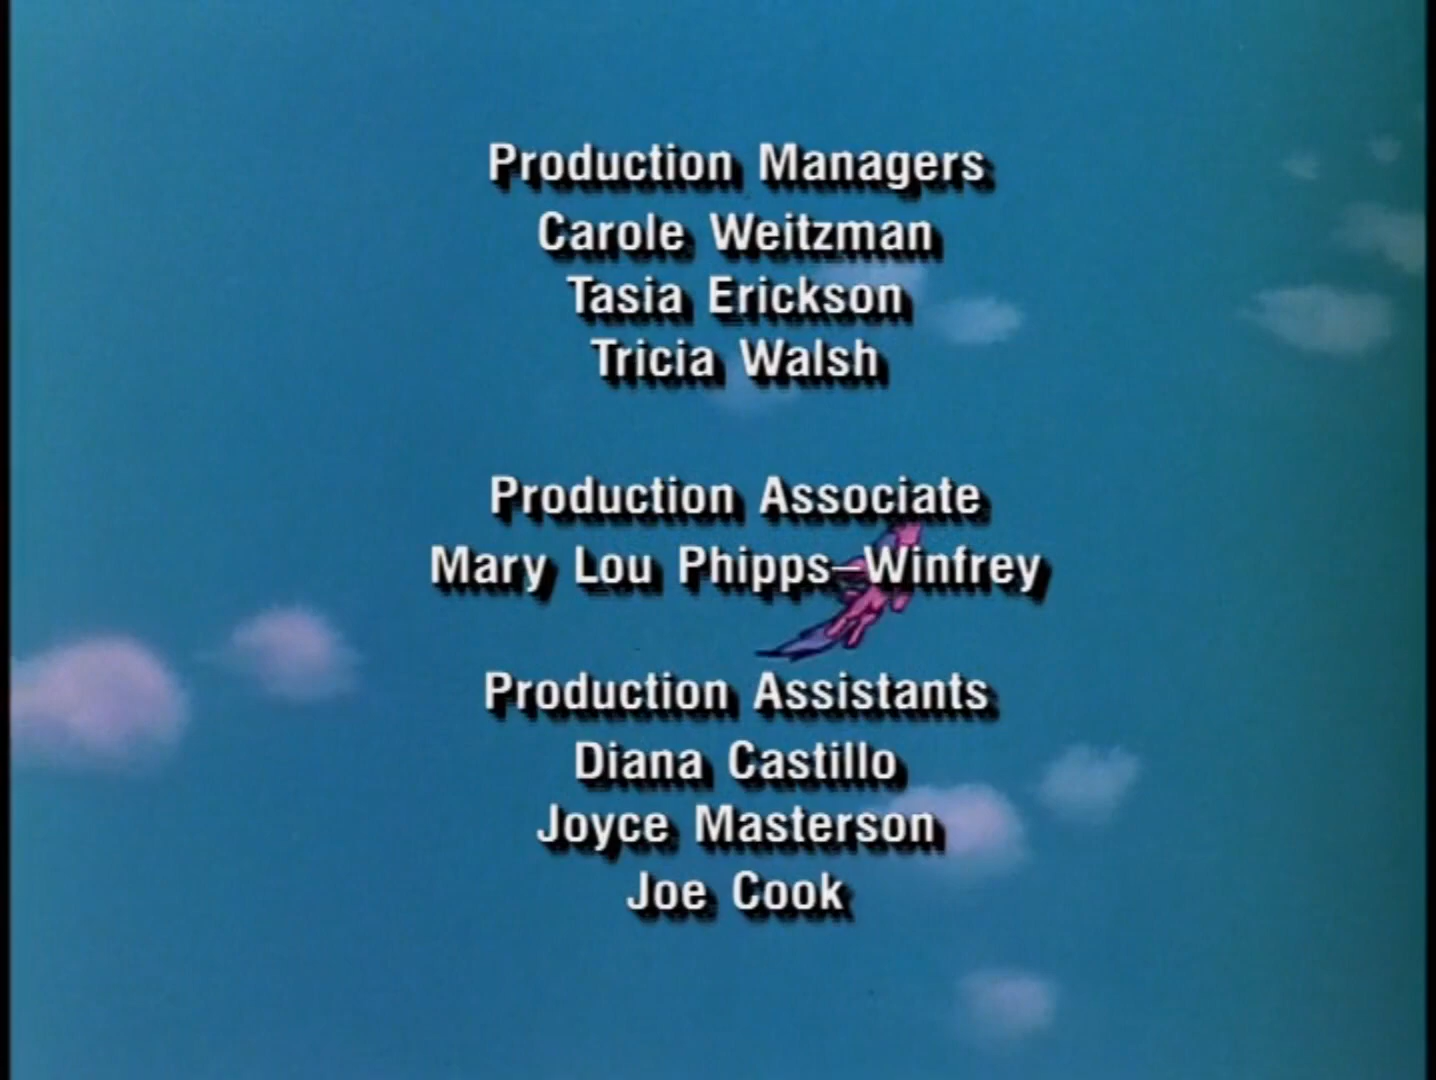 Production Managers
Carole Weitzman
Tasia Erickson
Tricia Walsh
Production Associate
Mary Lou Phipps-Winfrey
Production Assistants
Diana Castillo
Joyce Masterson
Joe Cook